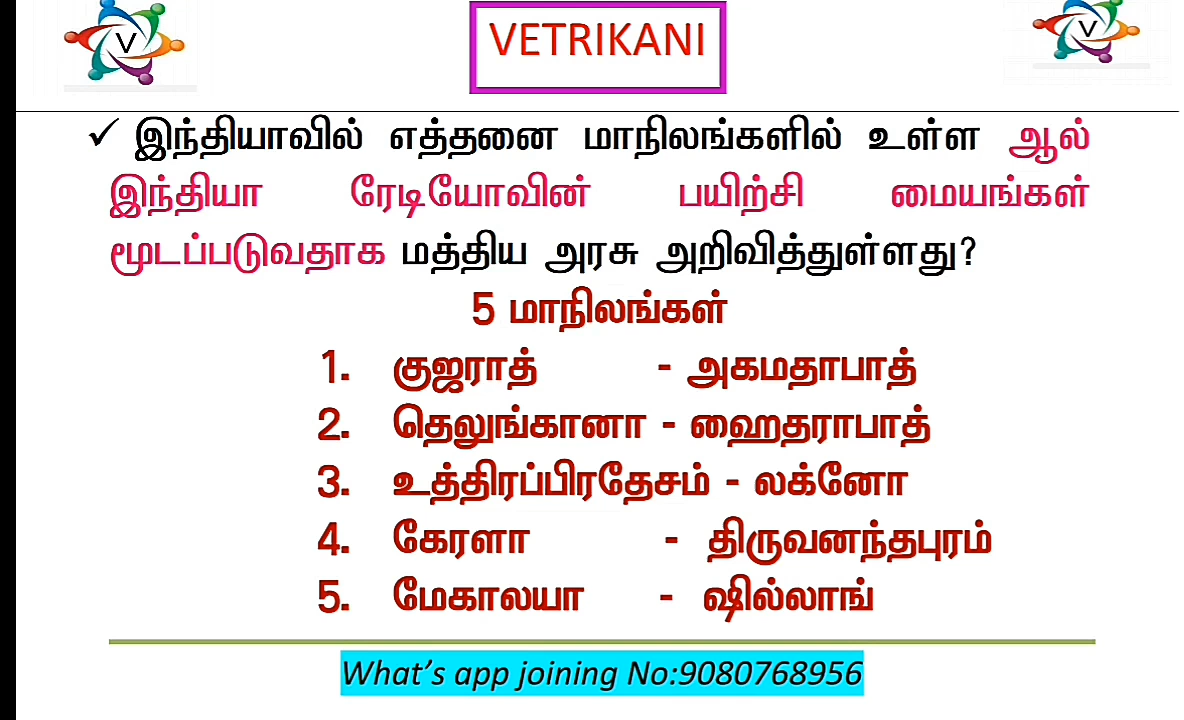 V
VETRIKANI
V
✓ இந்தியாவில் எத்தனை மாநிலங்களில் உள்ள ஆல்
இந்தியா ரேடியோவின் பயிற்சி மையங்கள்
மூடப்படுவதாக மத்திய அரசு அறிவித்துள்ளது?
5 மாநிலங்கள்
1. குஜராத் - அகமதாபாத்
2. தெலுங்கானா - ஹைதராபாத்
3. உத்திரப்பிரதேசம் - லக்னோ
4. கேரளா - திருவனந்தபுரம்
5. மேகாலயா - ஷில்லாங்
What's app joining No:9080768956